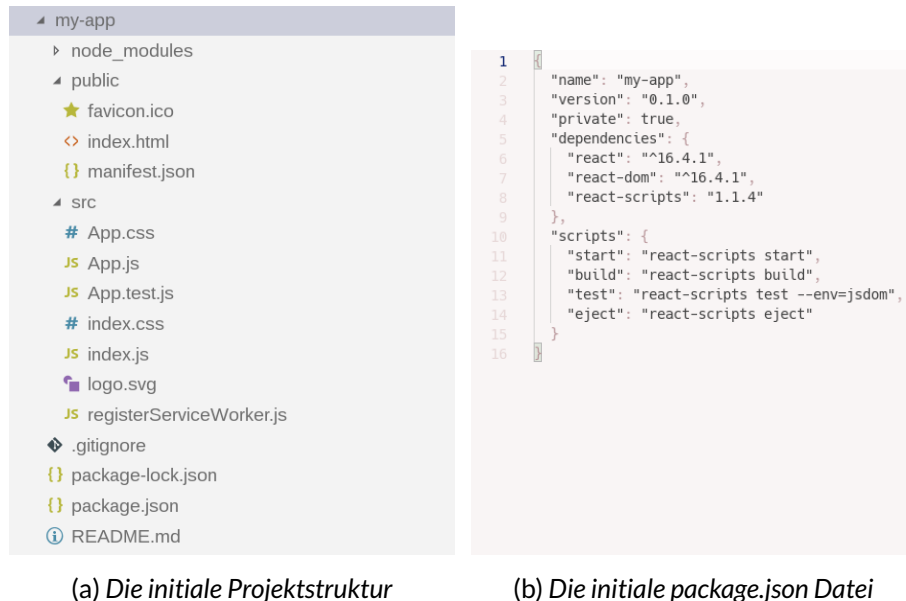 my-app
node_modules
public
favicon.ico
<> index.html
{} manifest.json
src
# App.css
JS App.js
JS App.test.js
# index.css
JS index.js
logo.svg
JS registerServiceWorker.js
.gitignore
{} package-lock.json
{} package.json
README.md
(a) Die initiale Projektstruktur
1 {
2 "name": "my-app",
3 "version": "0.1.0",
4 "private": true,
5 "dependencies": {
6 "react": "^16.4.1",
7 "react-dom": "^16.4.1",
8 "react-scripts": "1.1.4"
9 },
10 "scripts": {
11 "start": "react-scripts start",
12 "build": "react-scripts build",
13 "test": "react-scripts test --env=jsdom",
14 "eject": "react-scripts eject"
15 }
16 }
(b) Die initiale package.json Datei